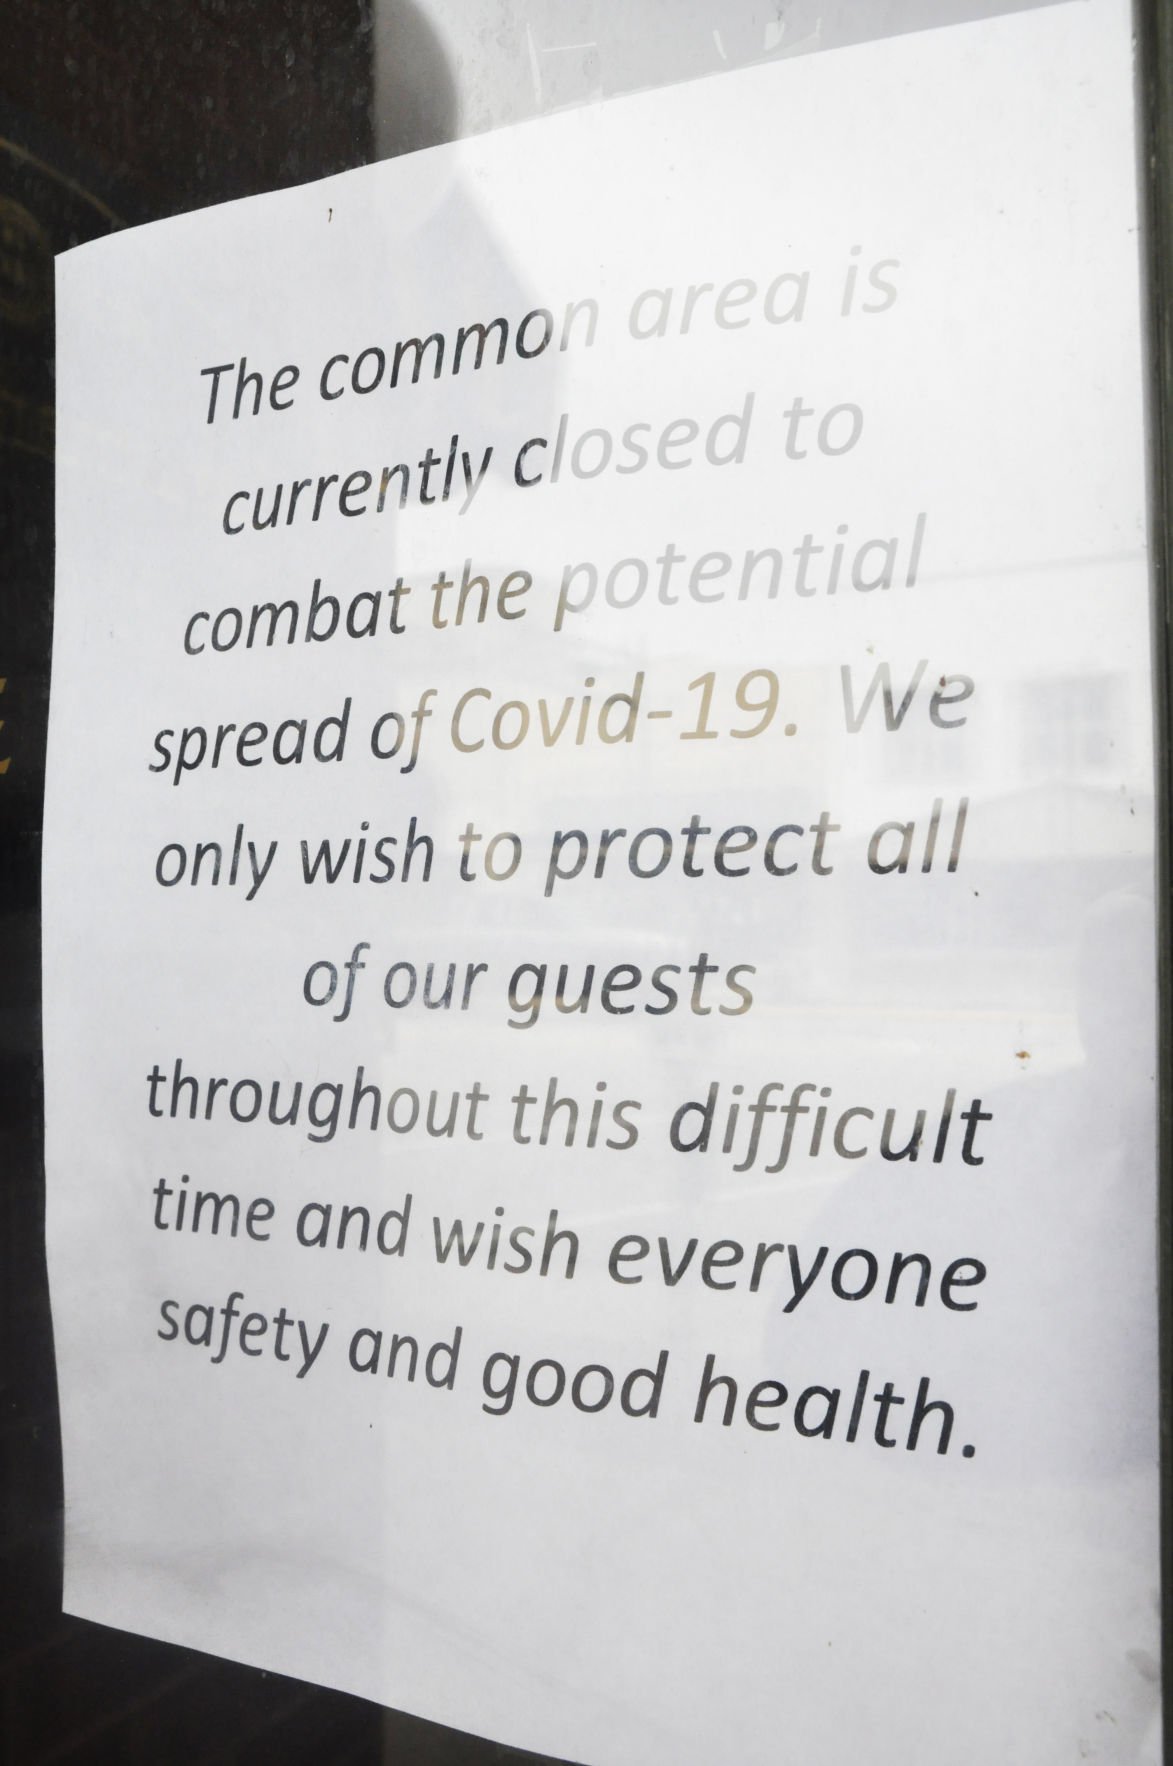 The common area is
currently closed to
combat the potential
spread of Covid-19. We
only wish to protect all
of our guests
throughout this difficult
time and wish everyone
safety and good health.